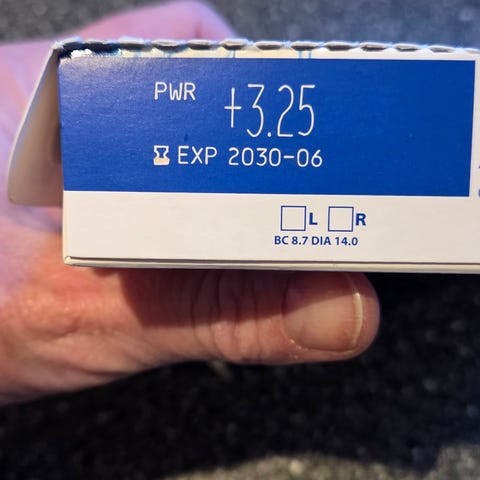 PWR +3.25
EXP 2030-06
L R
BC 8.7 DIA 14.0